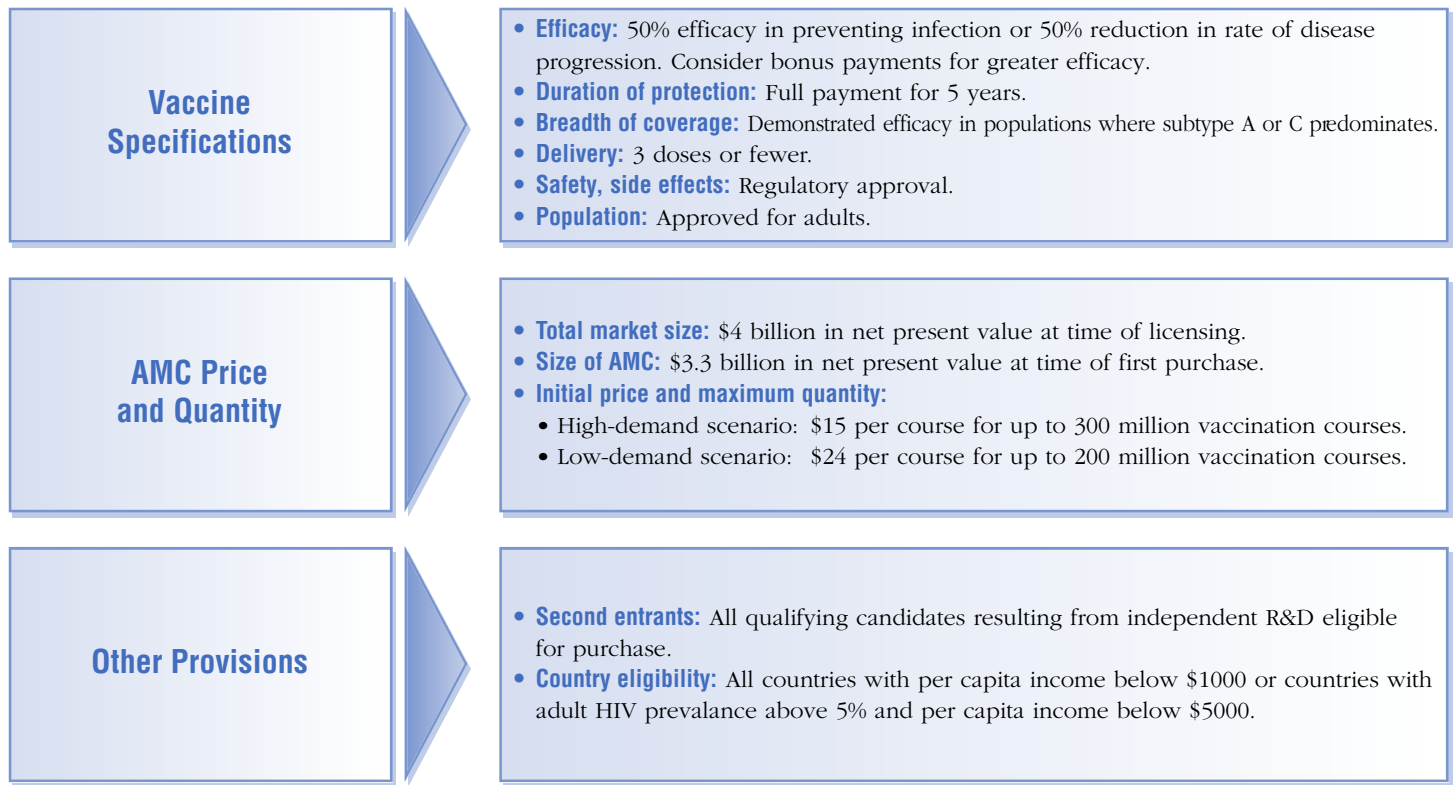 Vaccine
Specifications
• Efficacy: 50% efficacy in preventing infection or 50% reduction in rate of disease
progression. Consider bonus payments for greater efficacy.
• Duration of protection: Full payment for 5 years.
• Breadth of coverage: Demonstrated efficacy in populations where subtype A or C predominates.
• Delivery: 3 doses or fewer.
• Safety, side effects: Regulatory approval.
• Population: Approved for adults.
AMC Price
and Quantity
• Total market size: $4 billion in net present value at time of licensing.
• Size of AMC: $3.3 billion in net present value at time of first purchase.
• Initial price and maximum quantity:
• High-demand scenario: $15 per course for up to 300 million vaccination courses.
• Low-demand scenario: $24 per course for up to 200 million vaccination courses.
Other Provisions
• Second entrants: All qualifying candidates resulting from independent R&D eligible
for purchase.
• Country eligibility: All countries with per capita income below $1000 or countries with
adult HIV prevalance above 5% and per capita income below $5000.